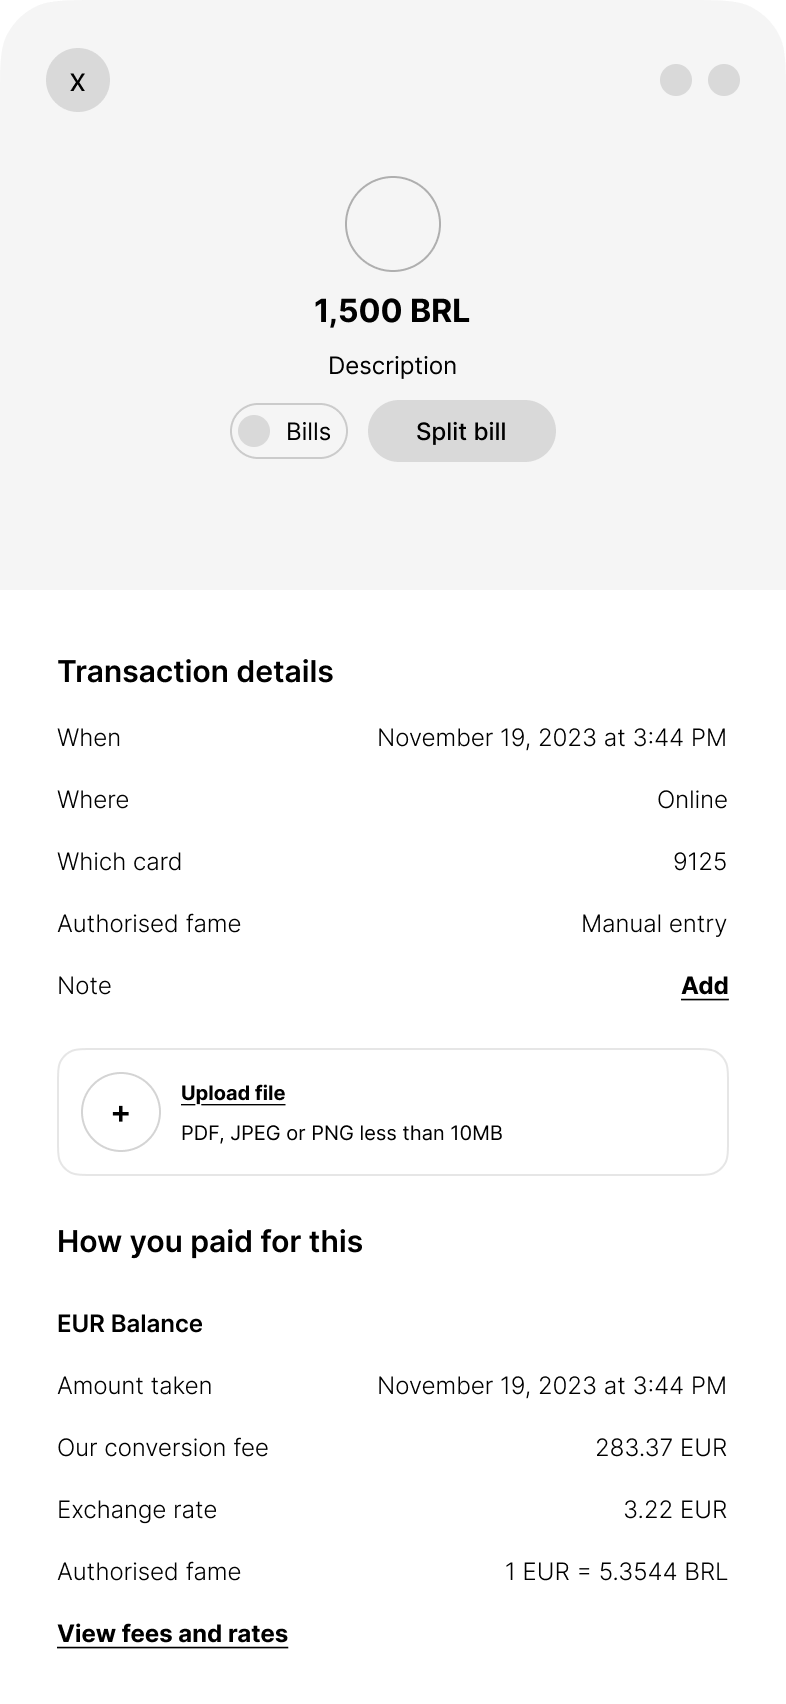 X
1,500 BRL
Description
Bills
Split bill
Transaction details
When November 19, 2023 at 3:44 PM
Where Online
Which card 9125
Authorised fame Manual entry
Note Add
+
Upload file
PDF, JPEG or PNG less than 10MB
How you paid for this
EUR Balance
Amount taken November 19, 2023 at 3:44 PM
Our conversion fee 283.37 EUR
Exchange rate 3.22 EUR
Authorised fame 1 EUR = 5.3544 BRL
View fees and rates